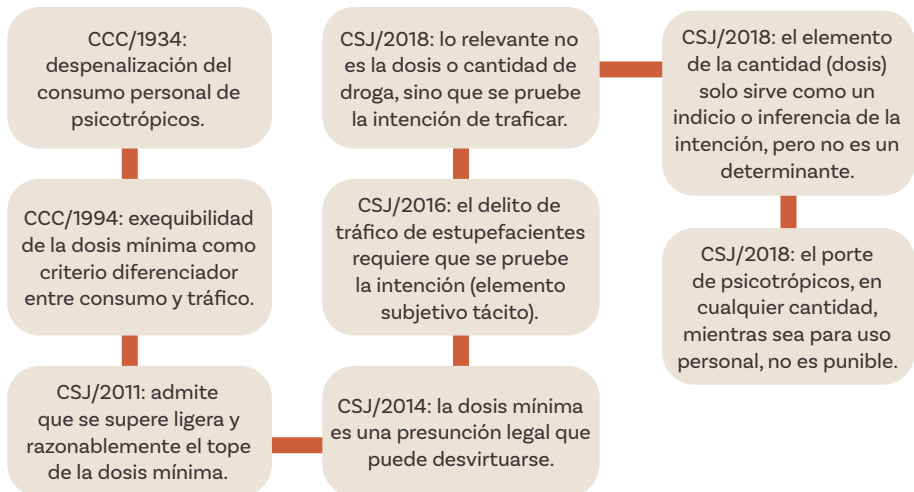 CCC/1934:
despenalización del
consumo personal de
psicotrópicos.
CCC/1994: exequibilidad
de la dosis mínima como
criterio diferenciador
entre consumo y tráfico.
CSJ/2011: admite
que se supere ligera y
razonablemente el tope
de la dosis mínima.
CSJ/2014: la dosis mínima
es una presunción legal que
puede desvirtuarse.
CSJ/2016: el delito de
tráfico de estupefacientes
requiere que se pruebe
la intención (elemento
subjetivo tácito).
CSJ/2018: lo relevante no
es la dosis o cantidad de
droga, sino que se pruebe
la intención de traficar.
CSJ/2018: el elemento
de la cantidad (dosis)
solo sirve como un
indicio o inferencia de la
intención, pero no es un
determinante.
CSJ/2018: el porte
de psicotrópicos, en
cualquier cantidad,
mientras sea para uso
personal, no es punible.